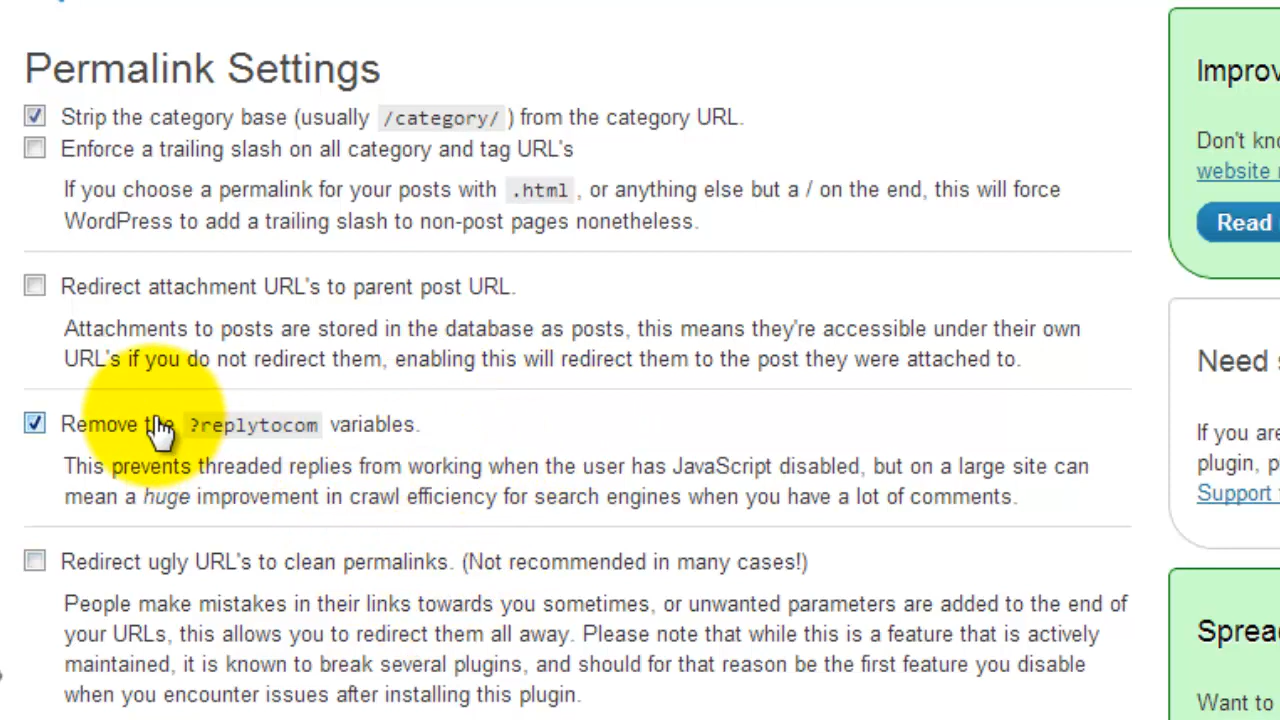 Permalink Settings
Strip the category base (usually /category/ ) from the category URL.
Enforce a trailing slash on all category and tag URL's
If you choose a permalink for your posts with .html , or anything else but a / on the end, this will force
WordPress to add a trailing slash to non-post pages nonetheless.
Redirect attachment URL's to parent post URL.
Attachments to posts are stored in the database as posts, this means they're accessible under their own
URL's if you do not redirect them, enabling this will redirect them to the post they were attached to.
Remove the ?replytocom variables.
This prevents threaded replies from working when the user has JavaScript disabled, but on a large site can
mean a huge improvement in crawl efficiency for search engines when you have a lot of comments.
Redirect ugly URL's to clean permalinks. (Not recommended in many cases!)
People make mistakes in their links towards you sometimes, or unwanted parameters are added to the end of
your URLs, this allows you to redirect them all away. Please note that while this is a feature that is actively
maintained, it is known to break several plugins, and should for that reason be the first feature you disable
when you encounter issues after installing this plugin.
Improv
Don't kno
website
Read
Need
If you are
plugin, p
Support
Sprea
Want to